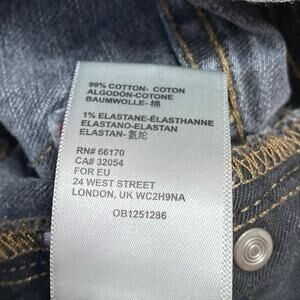 99% COTTON- COTON
ALGODÓN-COTONE
BAUMWOLLE- 棉
1% ELASTANE-ÉLASTHANNE
ELASTANO-ELASTAN
ELASTAN- 氨纶
RN# 66170
CA# 32054
FOR EU
24 WEST STREET
LONDON, UK WC2H9NA
OB1251286